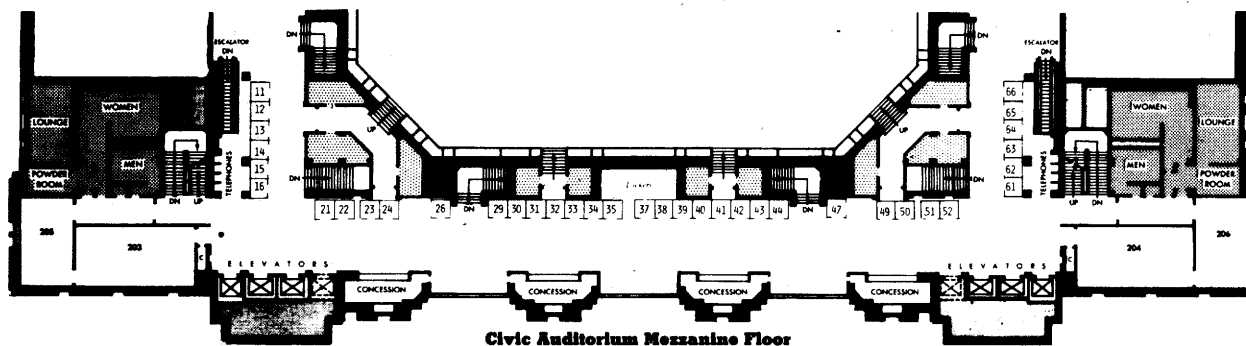 ESCALATOR
DN
11
12
13
14
15
16
WOMEN
LOUNGE
MEN
POWDER
ROOM
DN UP
TELEPHONES
DN
UP
DN
DN
DN
UP
DN
DN
ESCALATOR
DN
66
65
64
63
62
61
WOMEN
LOUNGE
MEN
POWDER
ROOM
TELEPHONES
UP DN
21 22 23 24 26 29 30 31 32 33 34 35 37 38 39 40 41 42 43 44 47 49 50 51 52
205
203
C
ELEVATORS
CONCESSION
CONCESSION
CONCESSION
CONCESSION
ELEVATORS
C
204
206
Civic Auditorium Mezzanine Floor